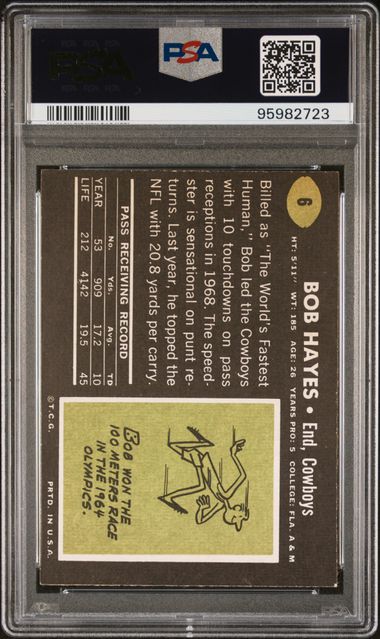 PSA
PSA
95982723
6
BOB HAYES • End, Cowboys
HT: 5'11" WT: 185 AGE: 26 YEARS PRO: 5 COLLEGE: FLA. A & M
Billed as "The World's Fastest
Human," Bob led the Cowboys
with 10 touchdowns on pass
receptions in 1968. The speed-
ster is sensational on punt re-
turns. Last year, he topped the
NFL with 20.8 yards per carry.
PASS RECEIVING RECORD
No. Yds. Avg. TD
YEAR 53 909 17.2 10
LIFE 212 4142 19.5 45
BOB WON THE
100 METERS RACE
IN THE 1964
OLYMPICS.
© T.C.G. PRTD. IN U.S.A.